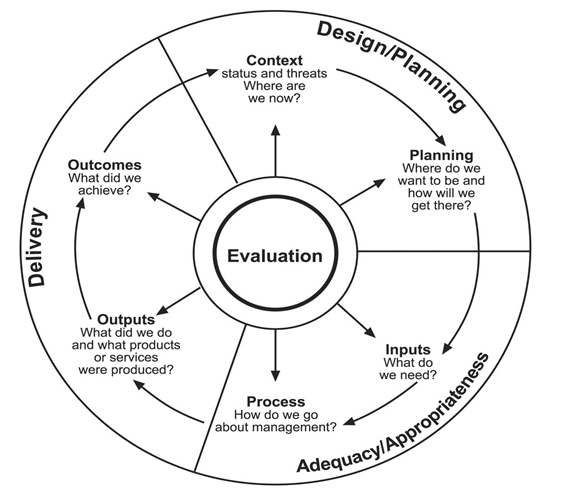 Design/Planning
Context
status and threats
Where are
we now?
Planning
Where do we
want to be and
how will we
get there?
Inputs
What do
we need?
Adequacy/Appropriateness
Process
How do we go
about management?
Outputs
What did we do
and what products
or services
were produced?
Outcomes
What did we
achieve?
Delivery
Evaluation